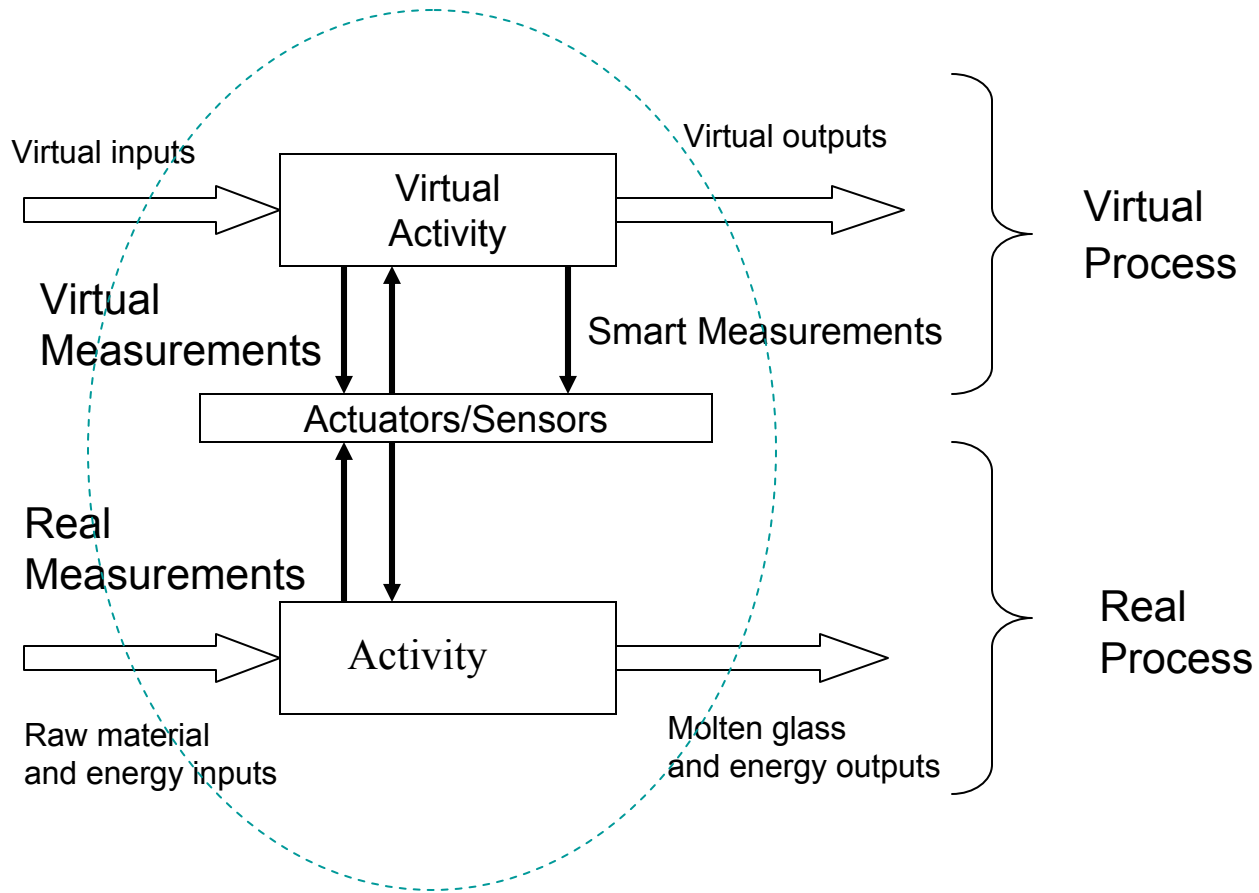 Virtual inputs
Virtual outputs
Virtual
Activity
Virtual
Process
Virtual
Measurements
Smart Measurements
Actuators/Sensors
Real
Measurements
Activity
Real
Process
Raw material
and energy inputs
Molten glass
and energy outputs